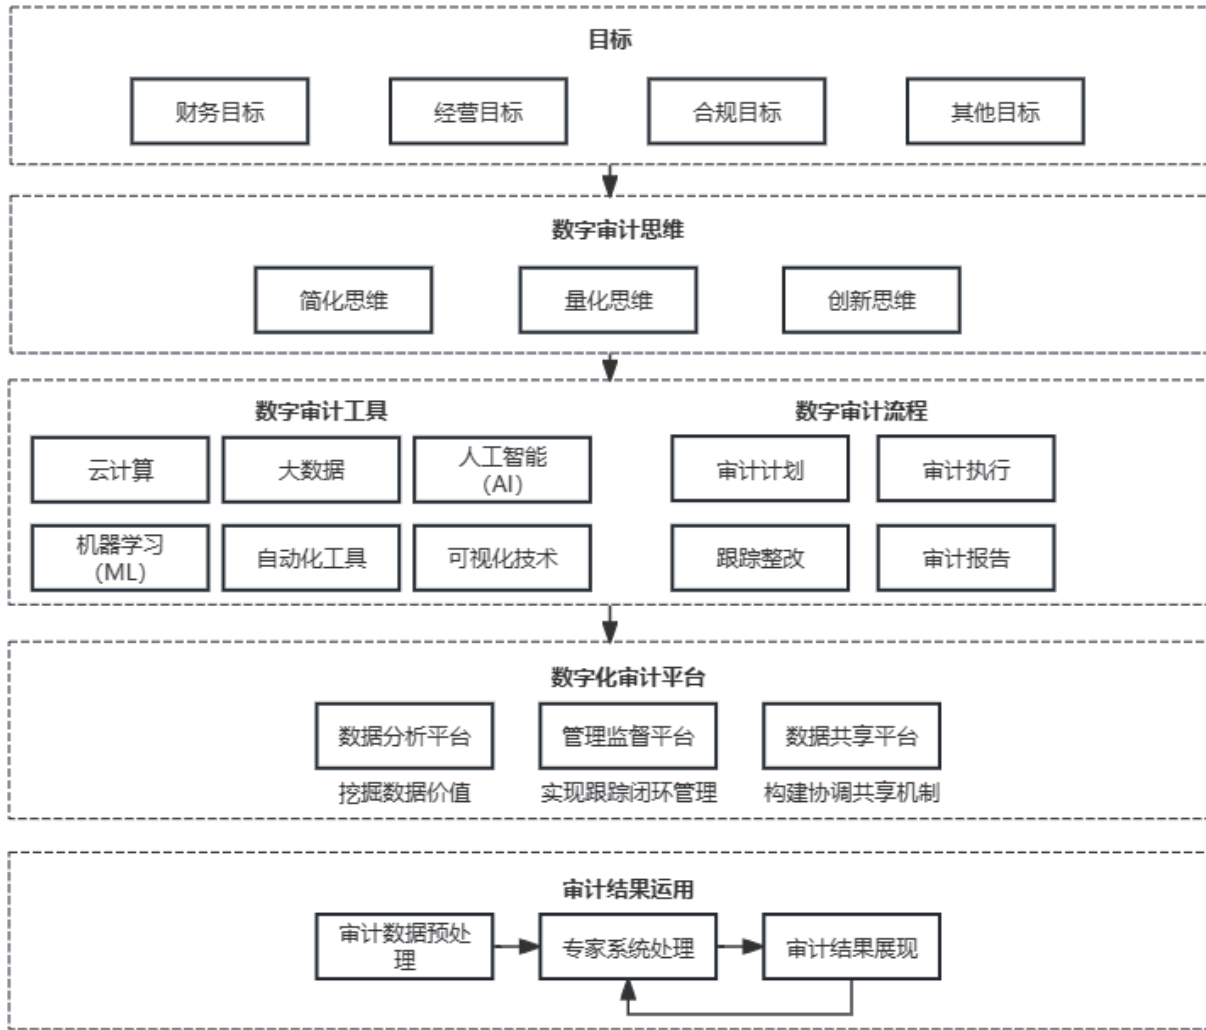 目标
财务目标
经营目标
合规目标
其他目标
数字审计思维
简化思维
量化思维
创新思维
数字审计工具
云计算
大数据
人工智能
（AI）
机器学习
（ML）
自动化工具
可视化技术
数字审计流程
审计计划
审计执行
跟踪整改
审计报告
数字化审计平台
数据分析平台
管理监督平台
数据共享平台
挖掘数据价值
实现跟踪闭环管理
构建协调共享机制
审计结果运用
审计数据预处
理
专家系统处理
审计结果展现